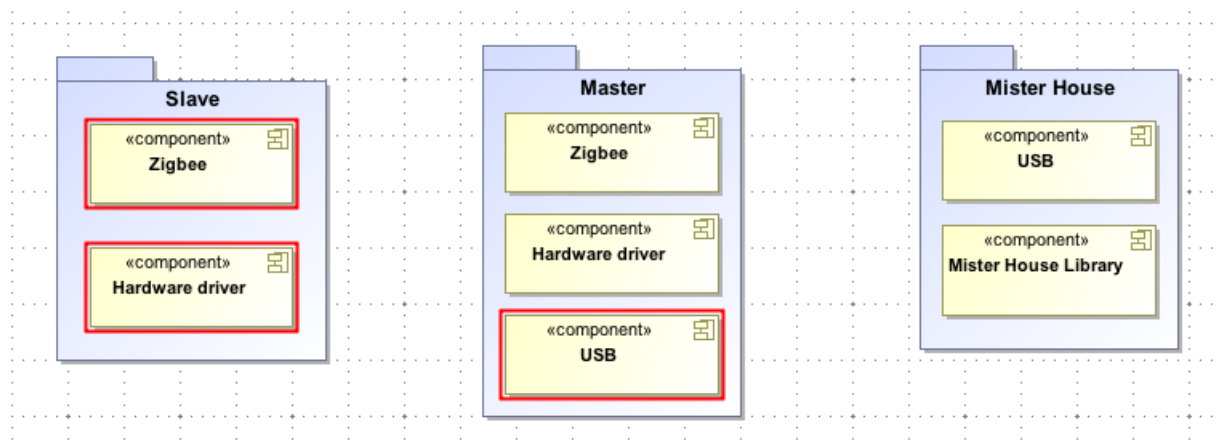 Slave
«component»
Zigbee
«component»
Hardware driver
Master
«component»
Zigbee
«component»
Hardware driver
«component»
USB
Mister House
«component»
USB
«component»
Mister House Library